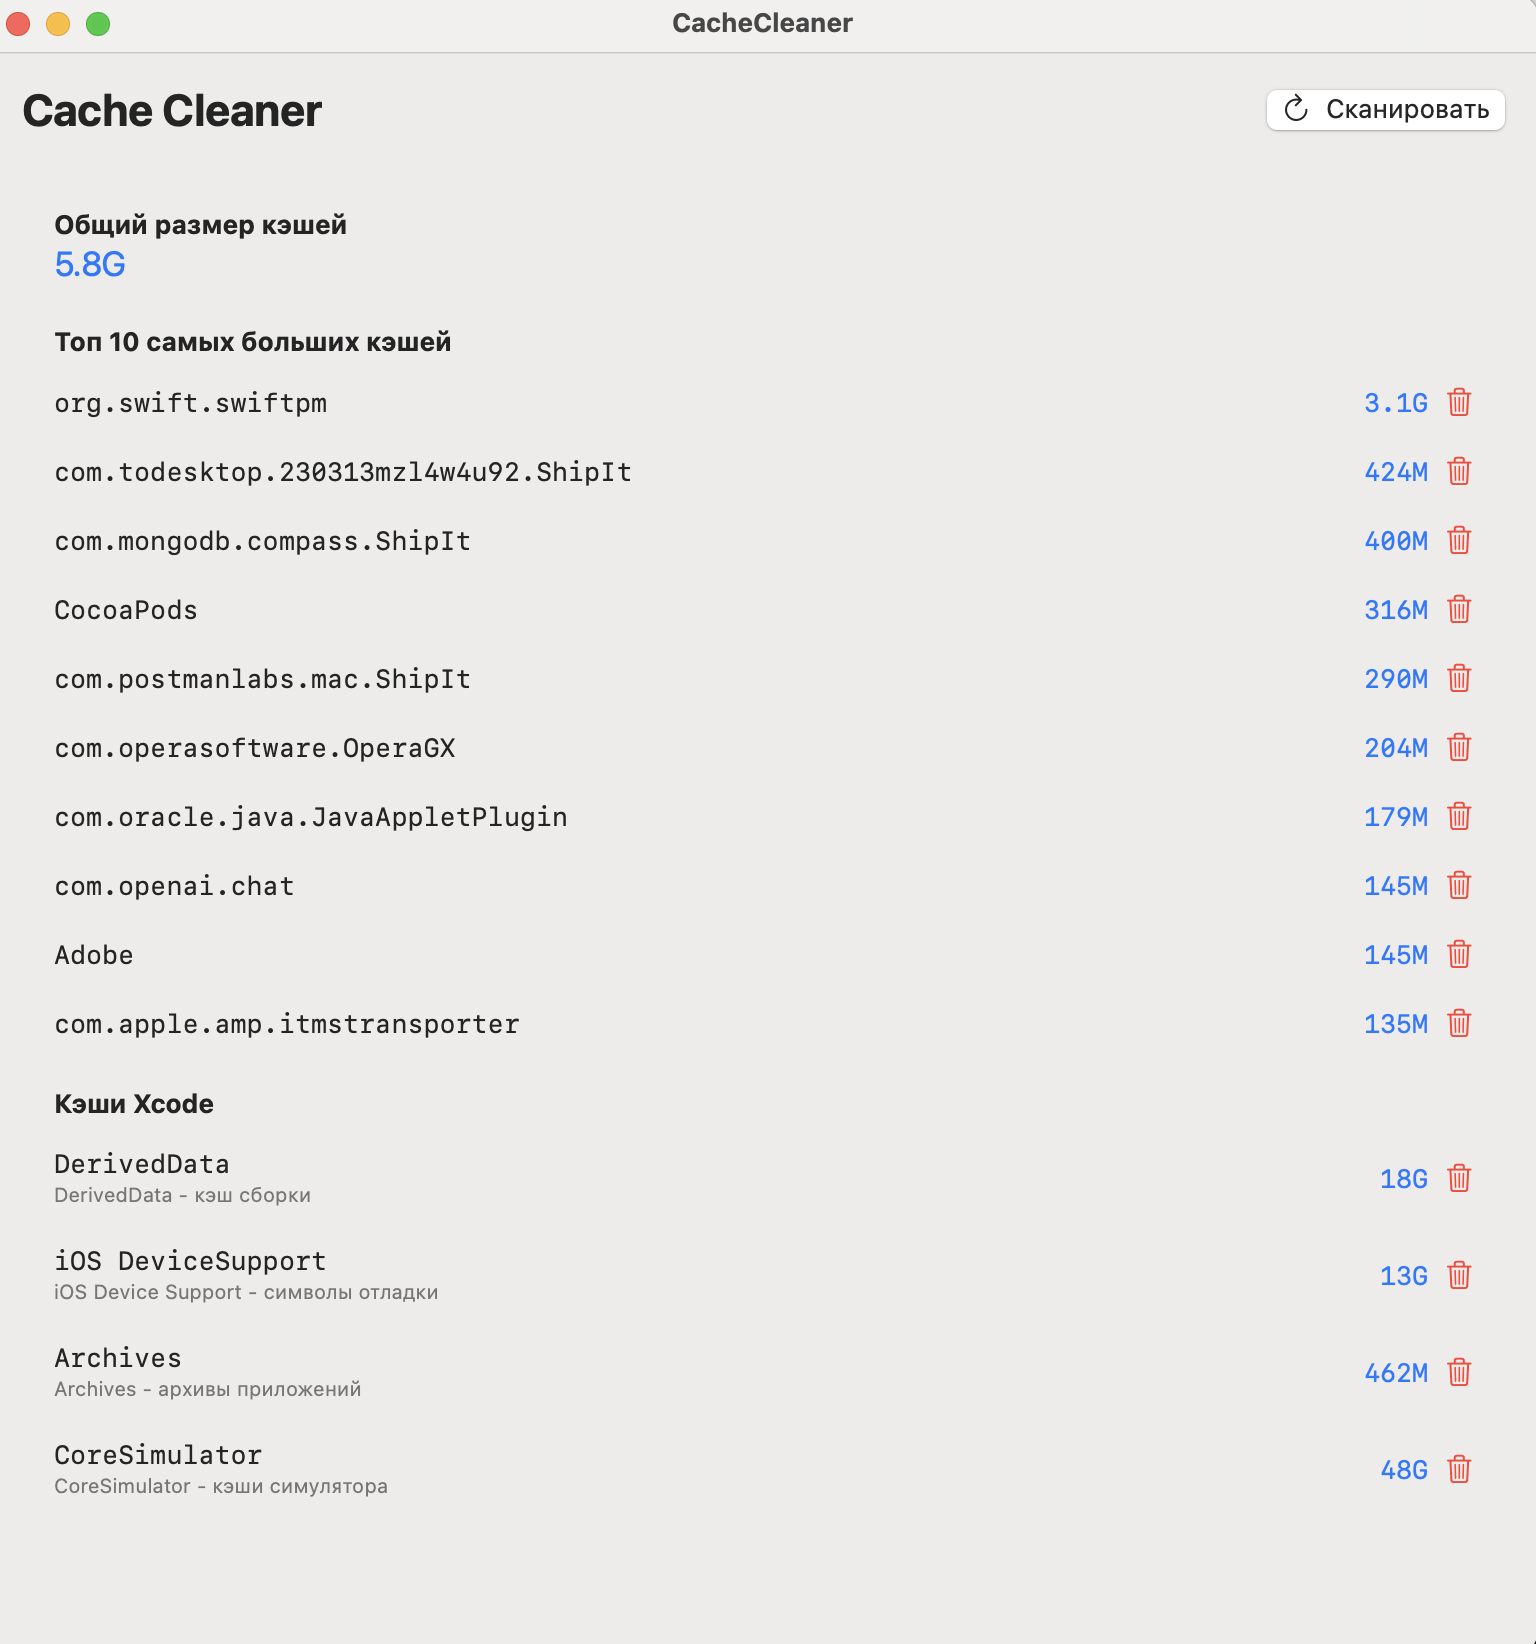 CacheCleaner
Cache Cleaner
Сканировать
Общий размер кэшей
5.8G
Топ 10 самых больших кэшей
org.swift.swiftpm 3.1G
com.todesktop.230313mzl4w4u92.ShipIt 424M
com.mongodb.compass.ShipIt 400M
CocoaPods 316M
com.postmanlabs.mac.ShipIt 290M
com.operasoftware.OperaGX 204M
com.oracle.java.JavaAppletPlugin 179M
com.openai.chat 145M
Adobe 145M
com.apple.amp.itmstransporter 135M
Кэши Xcode
DerivedData 18G
DerivedData - кэш сборки
iOS DeviceSupport 13G
iOS Device Support - символы отладки
Archives 462M
Archives - архивы приложений
CoreSimulator 48G
CoreSimulator - кэши симулятора